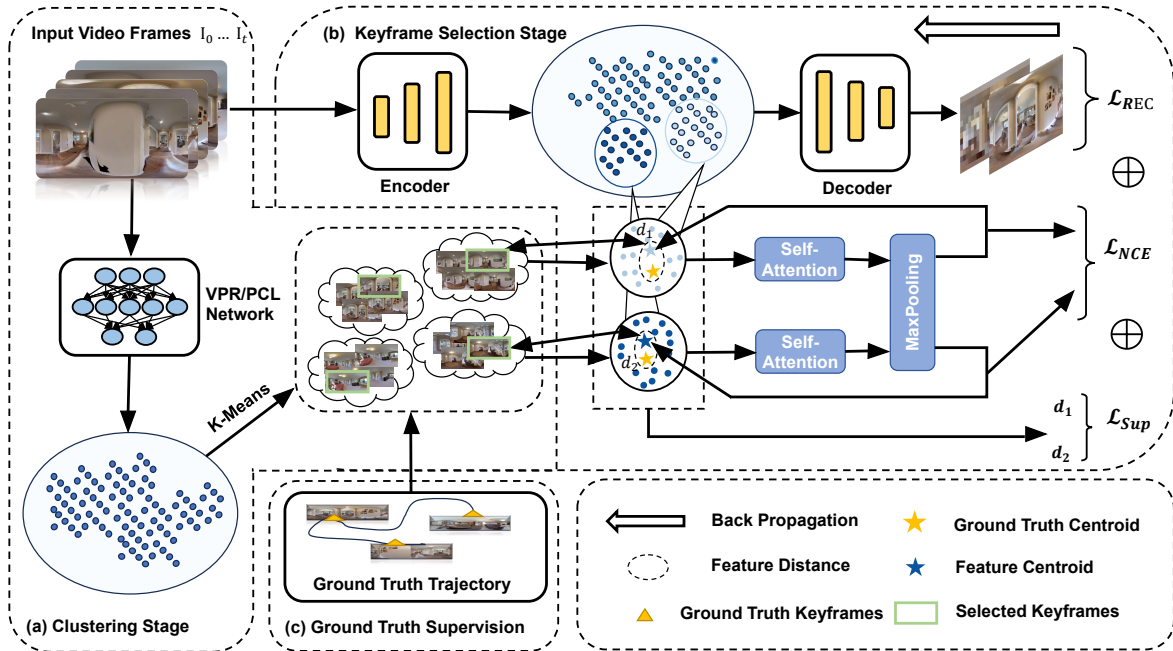 Input Video Frames I₀ ... Iₜ
(b) Keyframe Selection Stage
Encoder
Decoder
ℒREC
VPR/PCL
Network
K-Means
d₁
d₂
Self-
Attention
Self-
Attention
MaxPooling
ℒNCE
d₁
d₂
ℒSup
(a) Clustering Stage
Ground Truth Trajectory
(c) Ground Truth Supervision
Back Propagation
Ground Truth Centroid
Feature Distance
Feature Centroid
Ground Truth Keyframes
Selected Keyframes